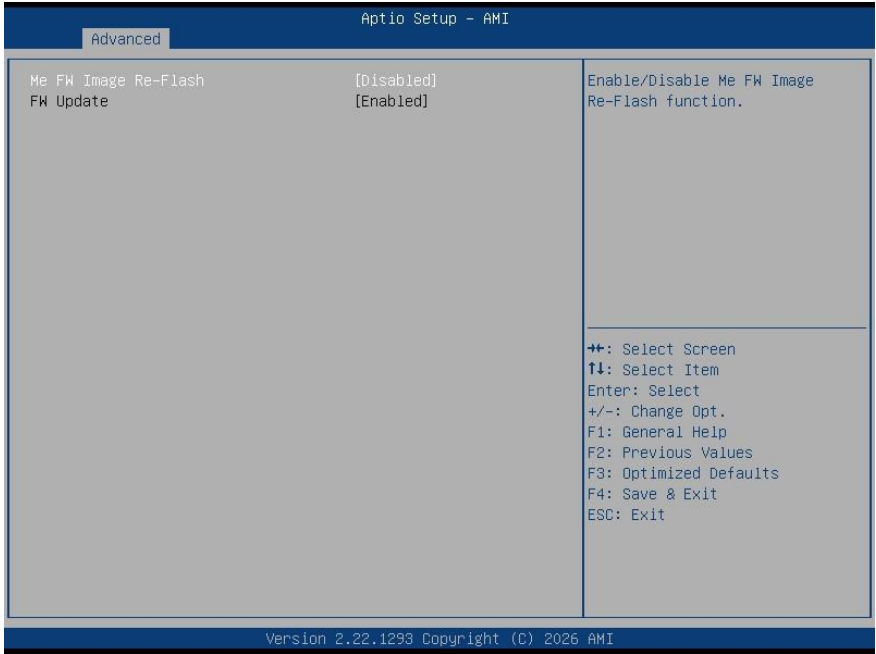 Aptio Setup – AMI
Advanced
Me FW Image Re-Flash [Disabled]
FW Update [Enabled]
Enable/Disable Me FW Image
Re-Flash function.
→←: Select Screen
↑↓: Select Item
Enter: Select
+/-: Change Opt.
F1: General Help
F2: Previous Values
F3: Optimized Defaults
F4: Save & Exit
ESC: Exit
Version 2.22.1293 Copyright (C) 2026 AMI